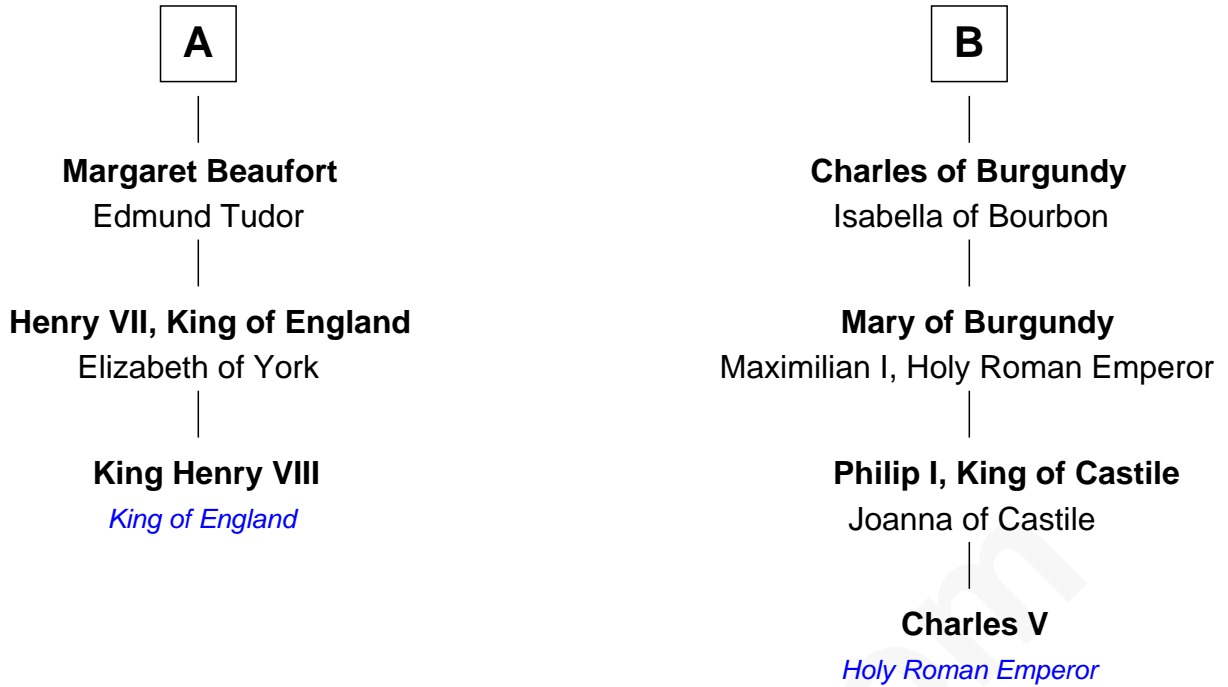 A
Margaret Beaufort
Edmund Tudor
Henry VII, King of England
Elizabeth of York
King Henry VIII
King of England
B
Charles of Burgundy
Isabella of Bourbon
Mary of Burgundy
Maximilian I, Holy Roman Emperor
Philip I, King of Castile
Joanna of Castile
Charles V
Holy Roman Emperor